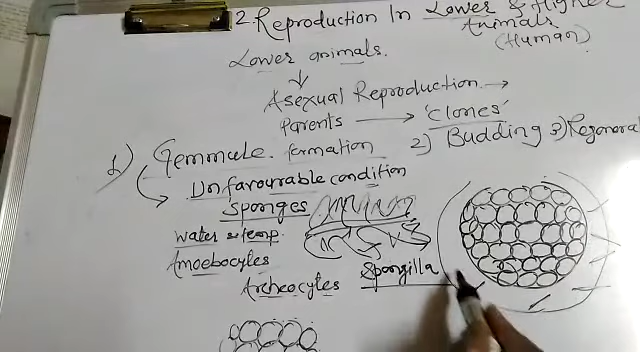 2. Reproduction In Lower & Higher
Animals.
(Human)
Lower animals.
Asexual Reproduction.
Parents → 'Clones'
1) Gemmule formation 2) Budding 3) Regenera
Unfavourable condition
Sponges
water & temp.
Amoebocytes
Archeocytes Spongilla